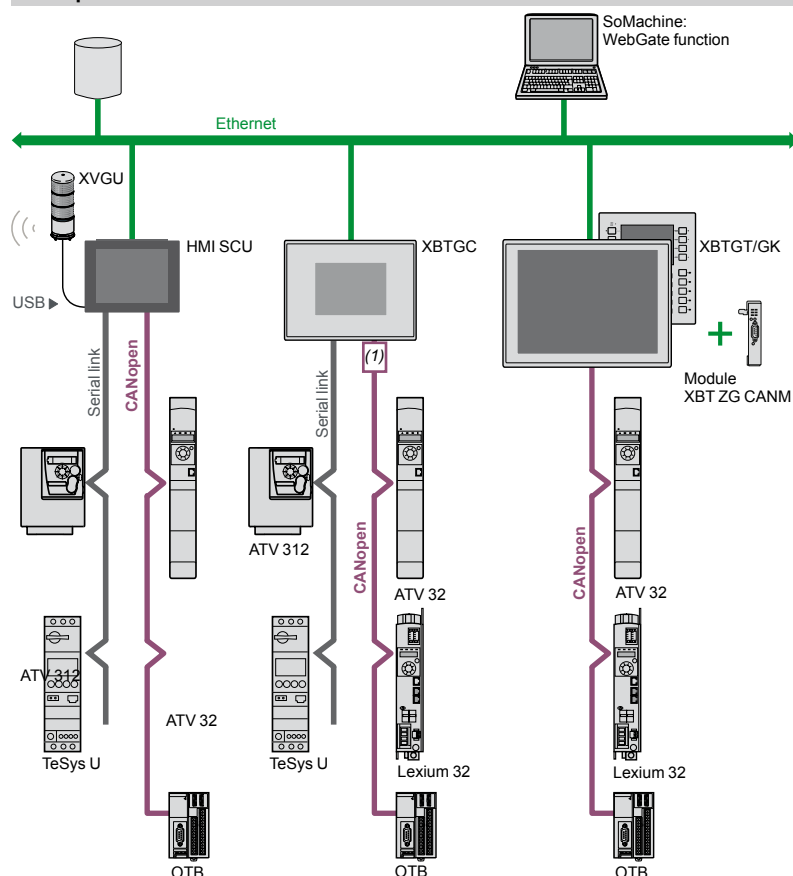 SoMachine:
WebGate function
Ethernet
XVGU
HMI SCU
XBTGC
XBTGT/GK
USB
(1)
Module
XBT ZG CANM
Serial link
CANopen
Serial link
ATV 312
CANopen
CANopen
ATV 32
ATV 32
ATV 312
ATV 32
TeSys U
TeSys U
Lexium 32
Lexium 32
OTB
OTB
OTB